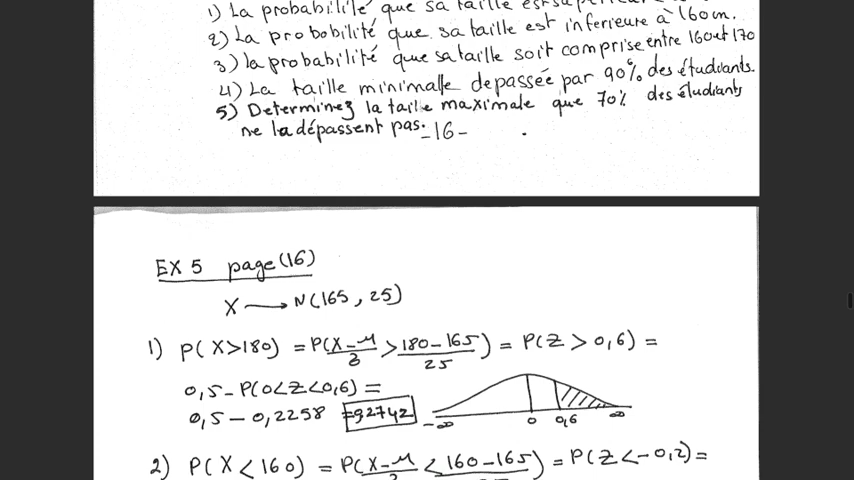 1) La probabilité que sa taille est supérieure
2) La probabilité que sa taille est inferieure à 160m.
3) la probabilité que sa taille soit comprise entre 160 et 170
4) La taille minimale depassée par 90% des étudiants.
5) Determinez la taille maximale que 70% des étudiants
ne la dépassent pas.
-16-
EX 5 page (16)
X → N(165, 25)
1) P(X>180) = P(X-μ/σ > 180-165/25) = P(Z > 0,6) =
0,5 - P(0<Z<0,6) =
0,5 - 0,2258 = 0,2742
-∞ 0 0,6 ∞
2) P(X<160) = P(X-μ < 160-165) = P(Z<-0,2) =